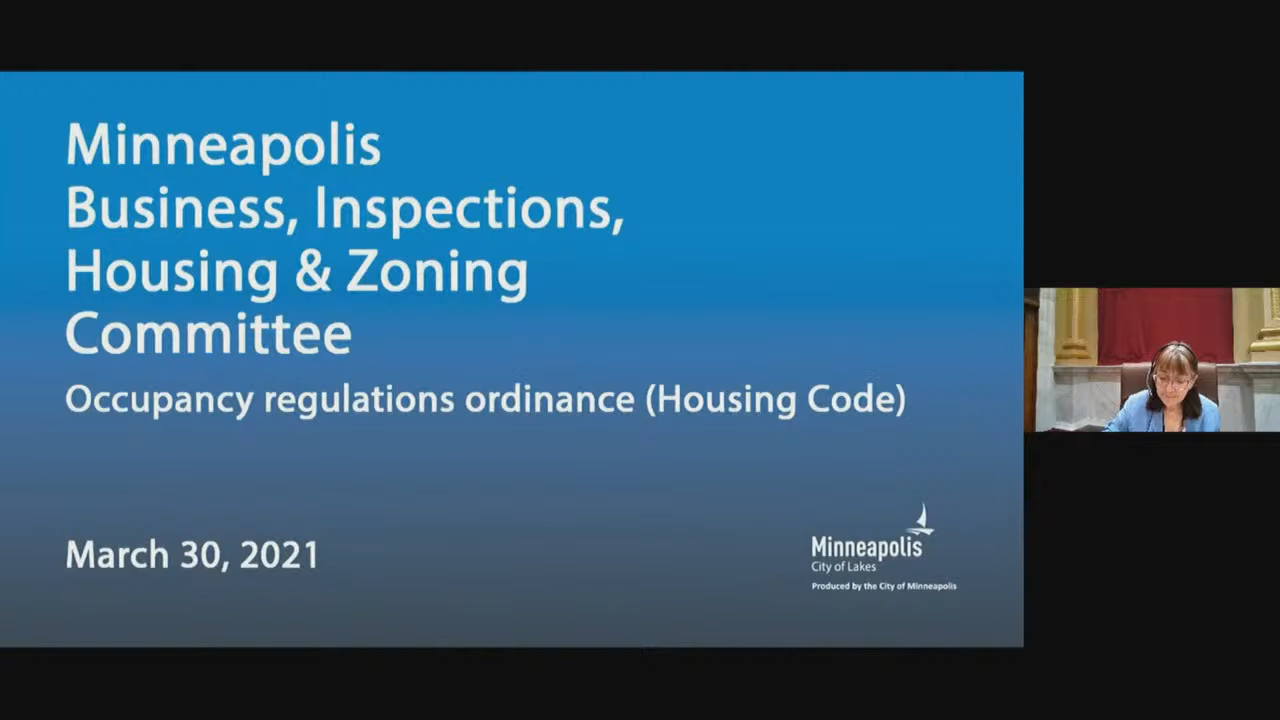 Minneapolis
Business, Inspections,
Housing & Zoning
Committee
Occupancy regulations ordinance (Housing Code)
March 30, 2021
Minneapolis
City of Lakes
Produced by the City of Minneapolis